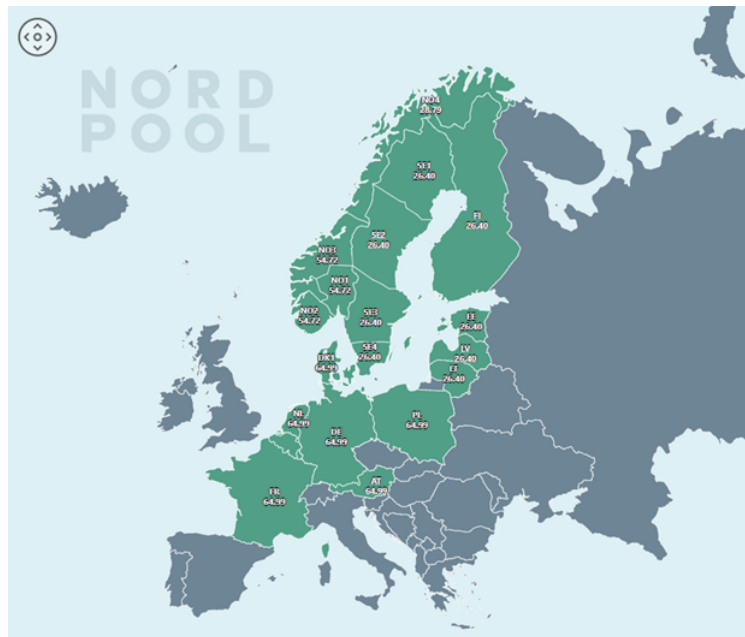 NORD
POOL
NO4
28.79
SE1
26.40
FI
26.40
SE2
26.40
NO3
54.72
NO1
54.72
NO2
54.72
SE3
26.40
EE
26.40
SE4
26.40
LV
26.40
DK1
64.99
LT
26.40
NL
64.99
PL
64.99
DE
64.99
AT
64.99
FR
64.99